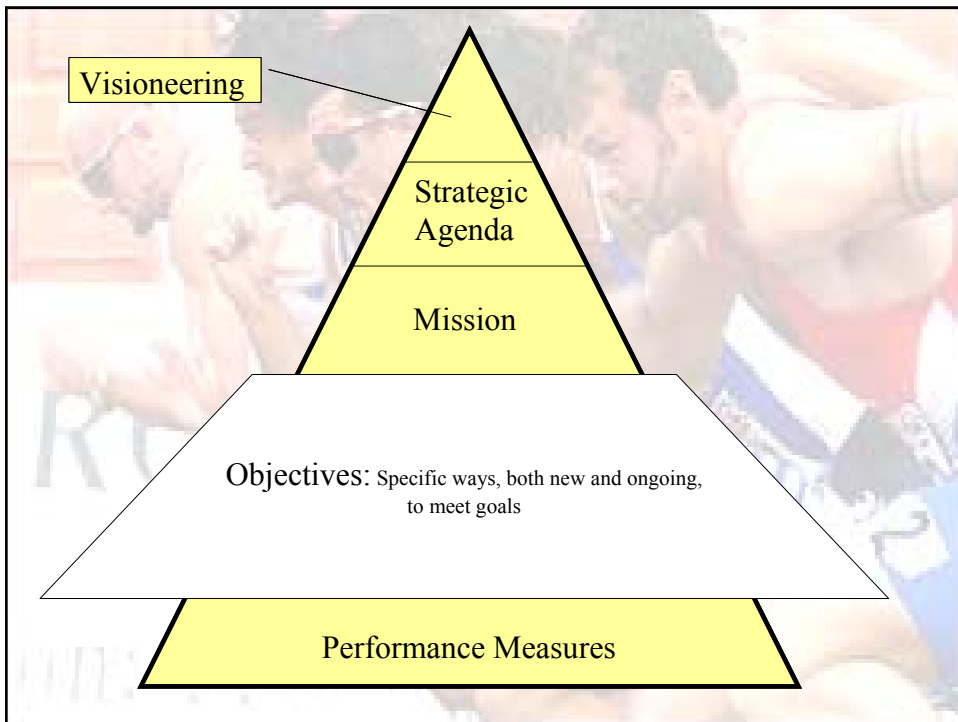 Visioneering
Strategic
Agenda
Mission
Objectives: Specific ways, both new and ongoing,
to meet goals
Performance Measures